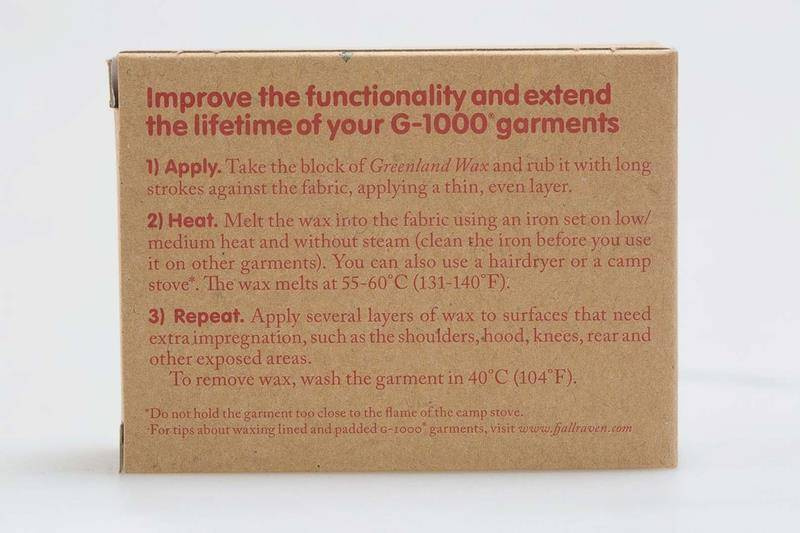 Improve the functionality and extend
the lifetime of your G-1000® garments
1) Apply. Take the block of Greenland Wax and rub it with long
strokes against the fabric, applying a thin, even layer.
2) Heat. Melt the wax into the fabric using an iron set on low/
medium heat and without steam (clean the iron before you use
it on other garments). You can also use a hairdryer or a camp
stove*. The wax melts at 55-60°C (131-140°F).
3) Repeat. Apply several layers of wax to surfaces that need
extra impregnation, such as the shoulders, hood, knees, rear and
other exposed areas.
To remove wax, wash the garment in 40°C (104°F).
*Do not hold the garment too close to the flame of the camp stove.
For tips about waxing lined and padded G-1000® garments, visit www.fjallraven.com